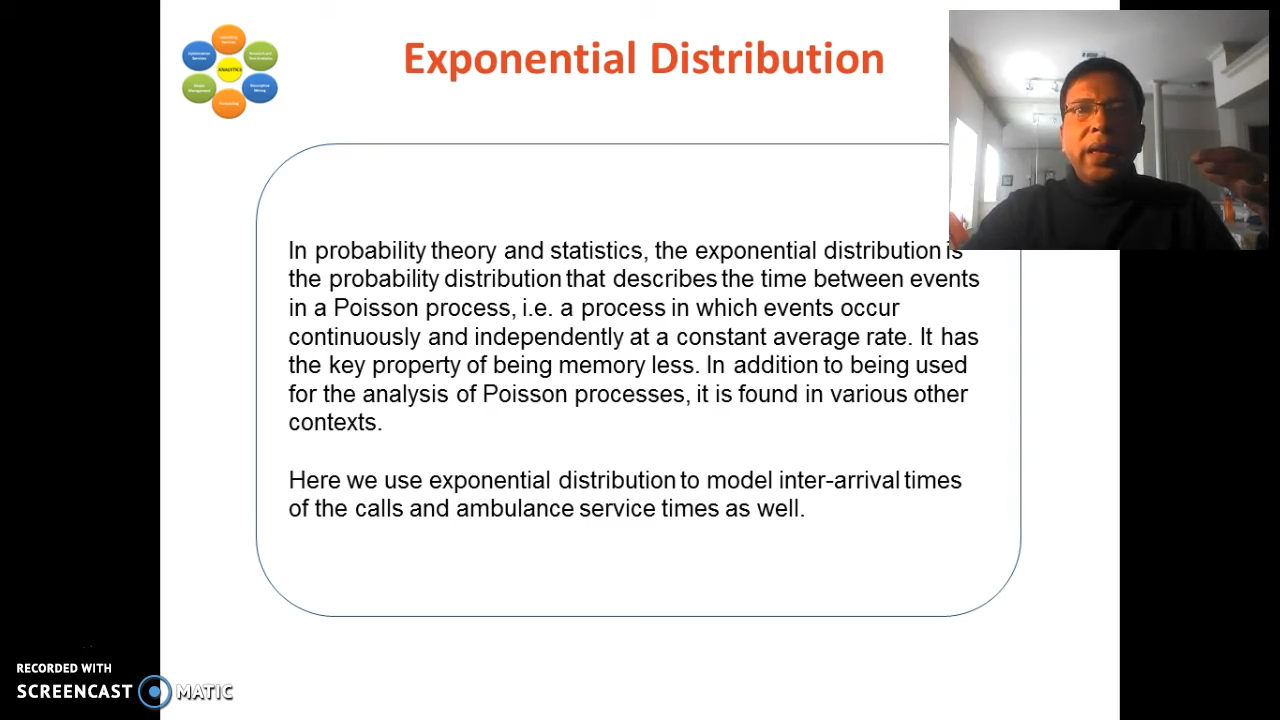 Exponential Distribution
ANALYTICS
In probability theory and statistics, the exponential distribution is
the probability distribution that describes the time between events
in a Poisson process, i.e. a process in which events occur
continuously and independently at a constant average rate. It has
the key property of being memory less. In addition to being used
for the analysis of Poisson processes, it is found in various other
contexts.
Here we use exponential distribution to model inter-arrival times
of the calls and ambulance service times as well.
RECORDED WITH
SCREENCAST MATIC